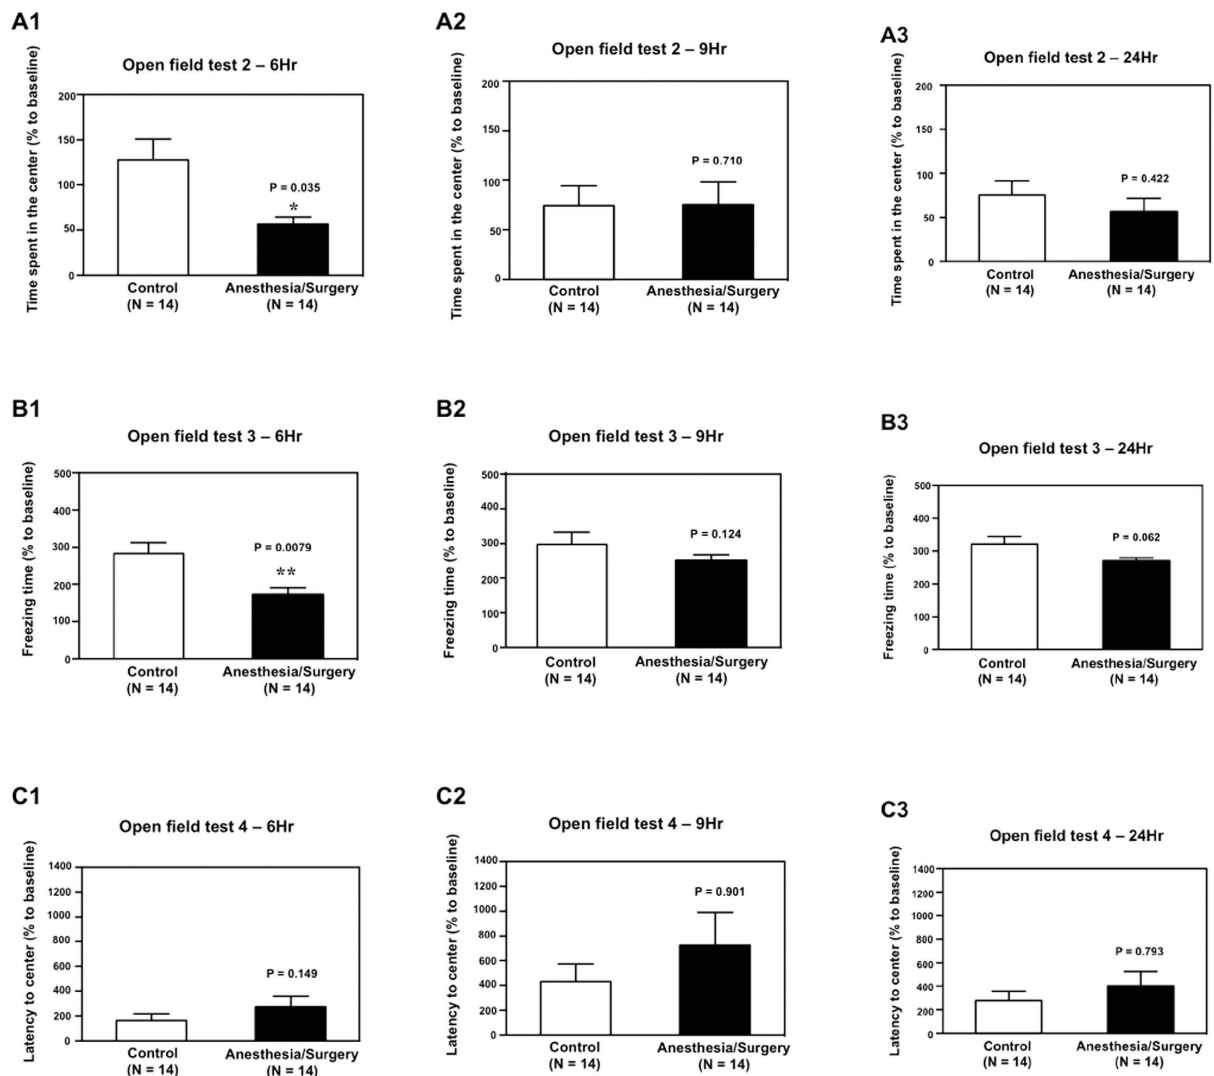 A1
Open field test 2 – 6Hr
Time spent in the center (% to baseline)
200
150
100
50
0
P = 0.035
*
Control
(N = 14)
Anesthesia/Surgery
(N = 14)
A2
Open field test 2 – 9Hr
Time spent in the center (% to baseline)
200
150
100
50
0
P = 0.710
Control
(N = 14)
Anesthesia/Surgery
(N = 14)
A3
Open field test 2 – 24Hr
Time spent in the center (% to baseline)
200
150
100
50
0
P = 0.422
Control
(N = 14)
Anesthesia/Surgery
(N = 14)
B1
Open field test 3 – 6Hr
Freezing time (% to baseline)
500
400
300
200
100
0
P = 0.0079
**
Control
(N = 14)
Anesthesia/Surgery
(N = 14)
B2
Open field test 3 – 9Hr
Freezing time (% to baseline)
500
400
300
200
100
0
P = 0.124
Control
(N = 14)
Anesthesia/Surgery
(N = 14)
B3
Open field test 3 – 24Hr
Freezing time (% to baseline)
500
400
300
200
100
0
P = 0.062
Control
(N = 14)
Anesthesia/Surgery
(N = 14)
C1
Open field test 4 – 6Hr
Latency to center (% to baseline)
1400
1200
1000
800
600
400
200
0
P = 0.149
Control
(N = 14)
Anesthesia/Surgery
(N = 14)
C2
Open field test 4 – 9Hr
Latency to center (% to baseline)
1400
1200
1000
800
600
400
200
0
P = 0.901
Control
(N = 14)
Anesthesia/Surgery
(N = 14)
C3
Open field test 4 – 24Hr
Latency to center (% to baseline)
1400
1200
1000
800
600
400
200
0
P = 0.793
Control
(N = 14)
Anesthesia/Surgery
(N = 14)